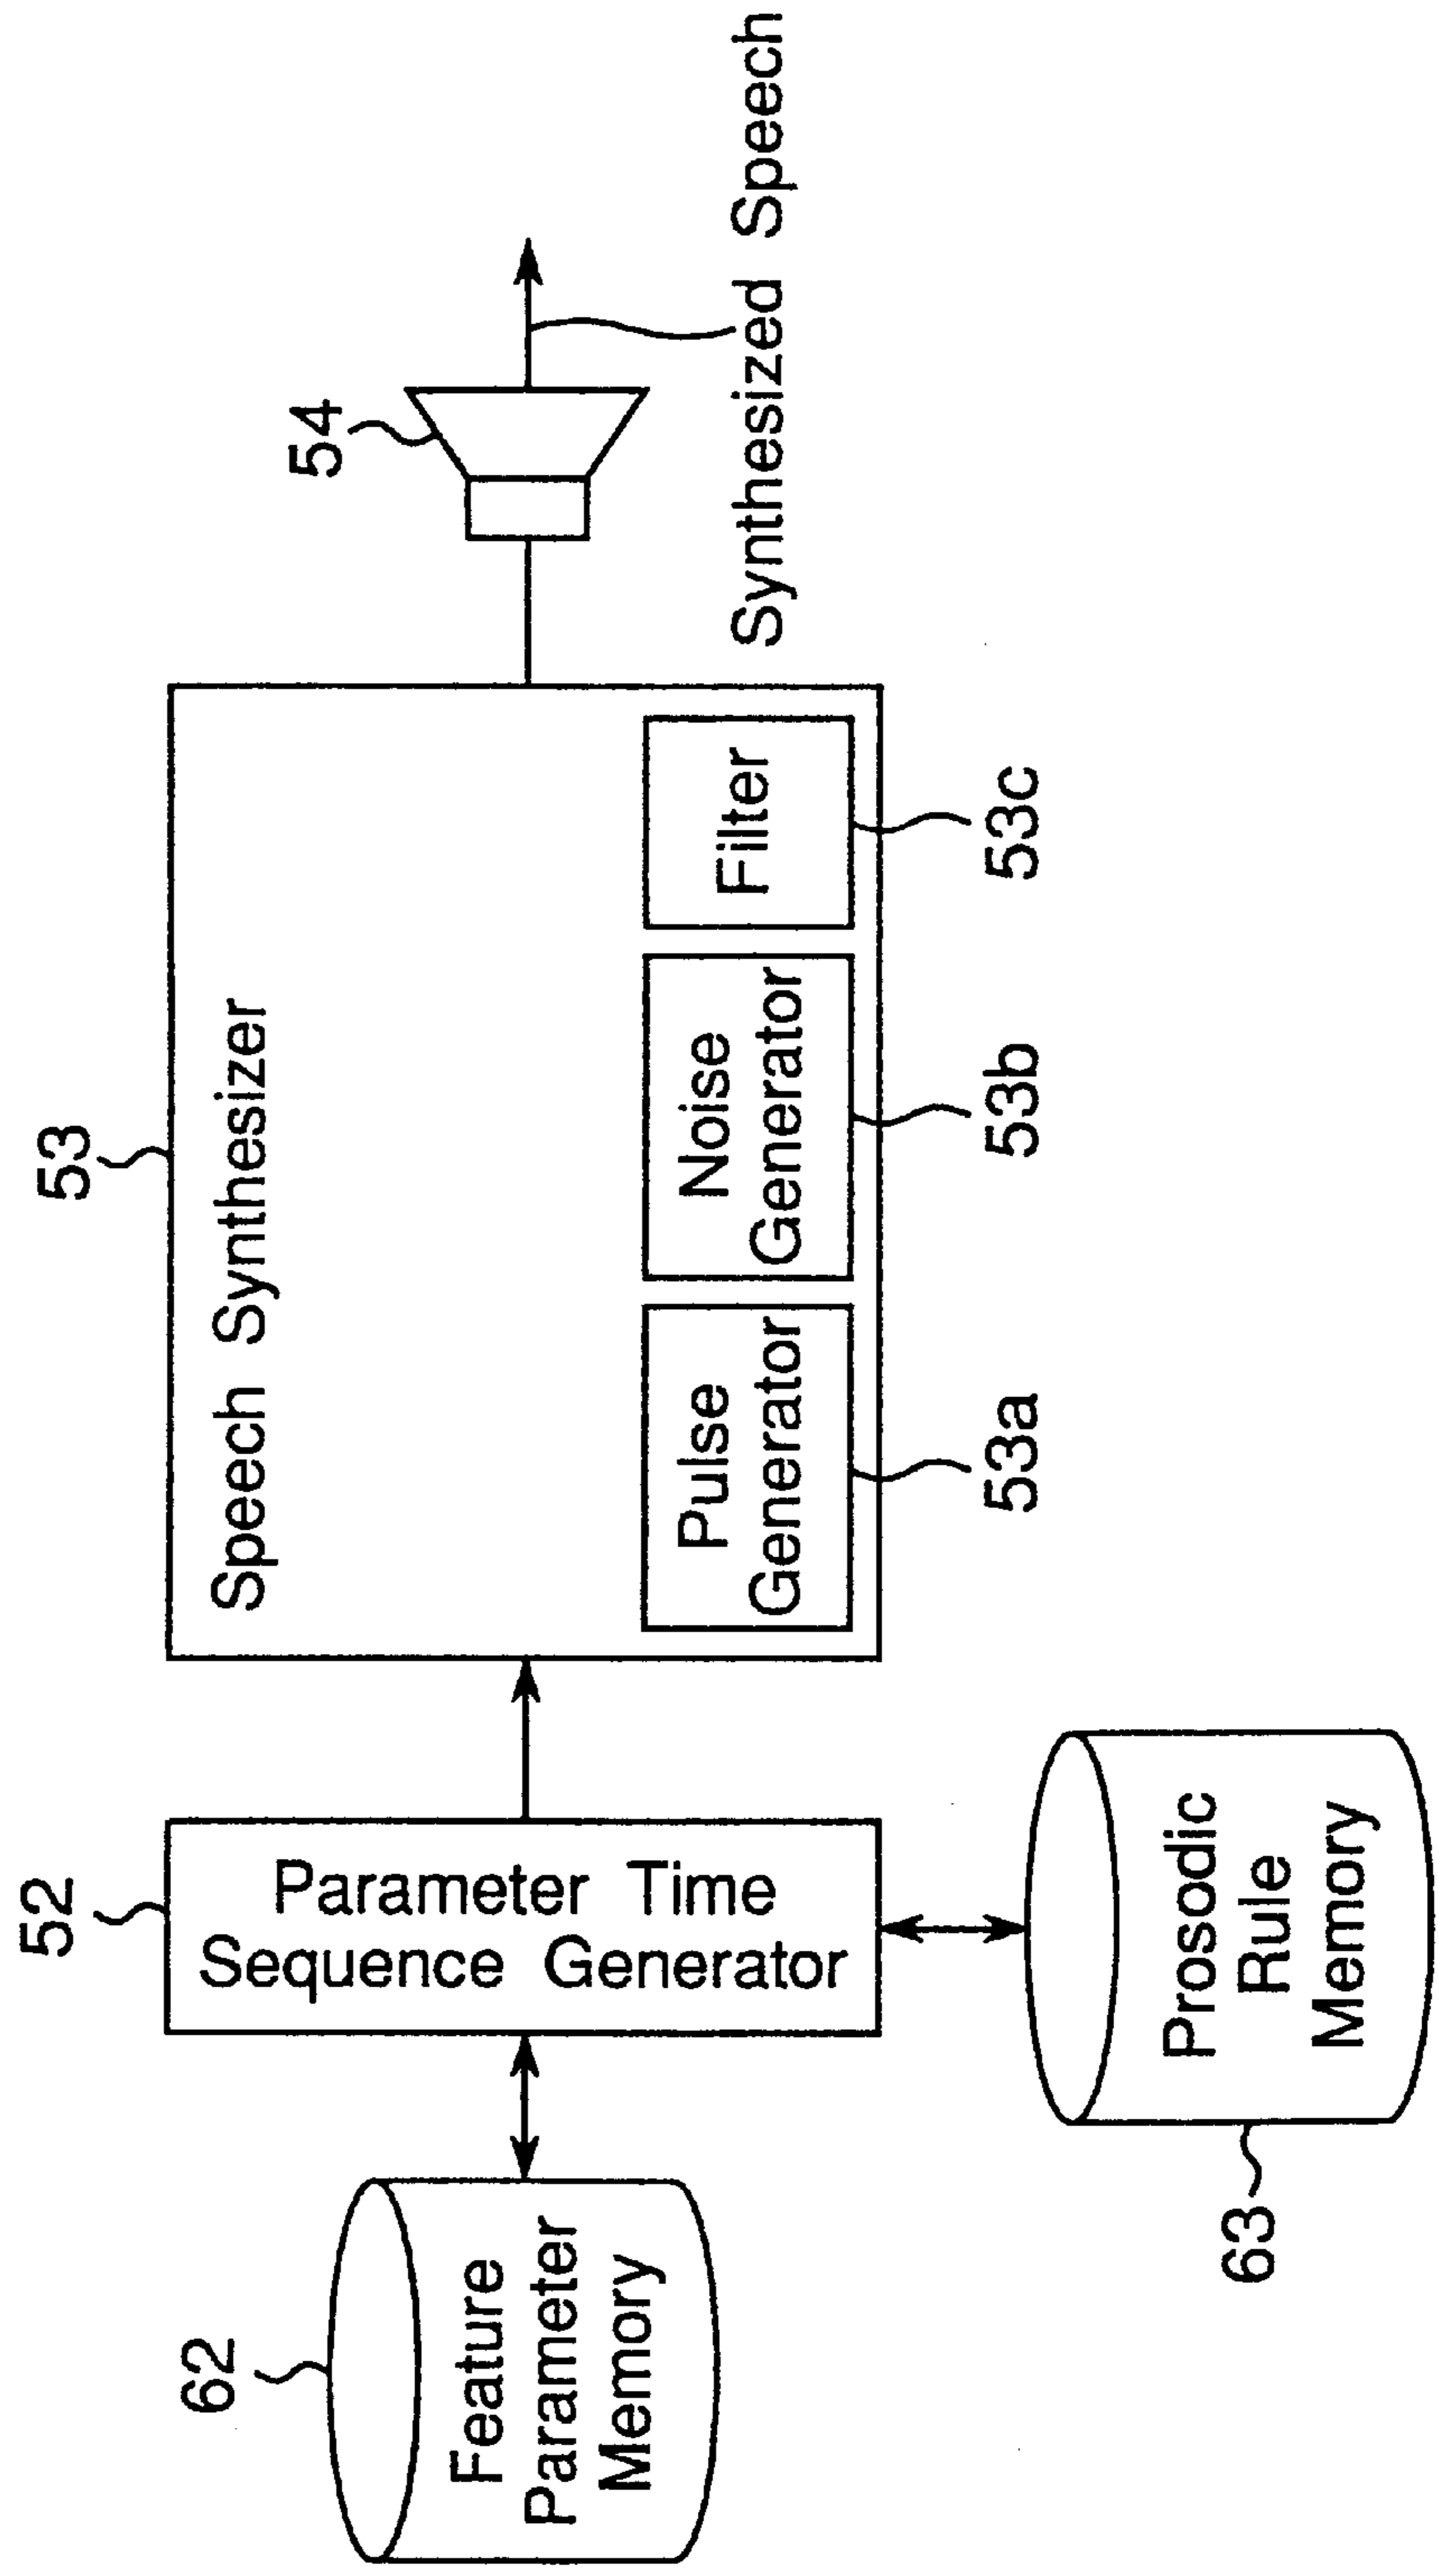 62
Feature
Parameter
Memory
52
Parameter Time
Sequence Generator
63
Prosodic
Rule
Memory
53
Speech Synthesizer
Pulse
Generator
53a
Noise
Generator
53b
Filter
53c
54
Synthesized Speech